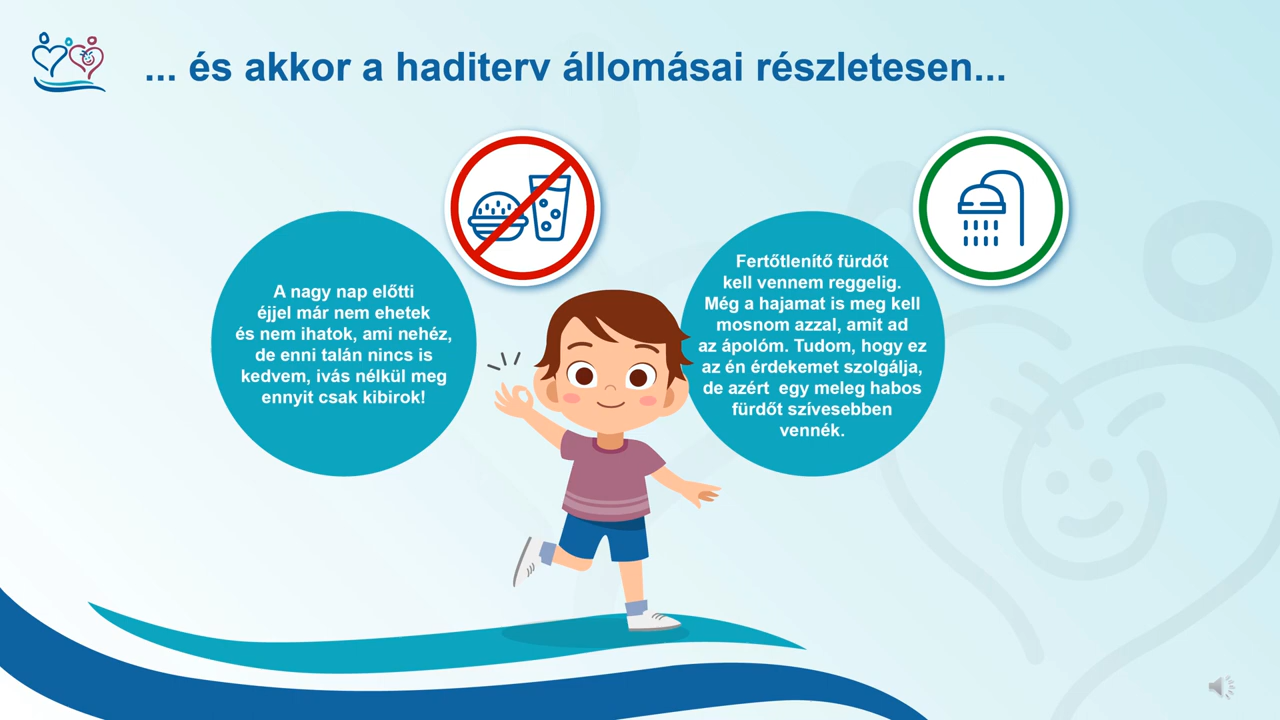 ... és akkor a haditerv állomásai részletesen...
A nagy nap előtti
éjjel már nem ehetek
és nem ihatok, ami nehéz,
de enni talán nincs is
kedvem, ivás nélkül meg
ennyit csak kibirok!
Fertőtlenítő fürdőt
kell vennem reggelig.
Még a hajamat is meg kell
mosnom azzal, amit ad
az ápolóm. Tudom, hogy ez
az én érdekemet szolgálja,
de azért egy meleg habos
fürdőt szívesebben
vennék.